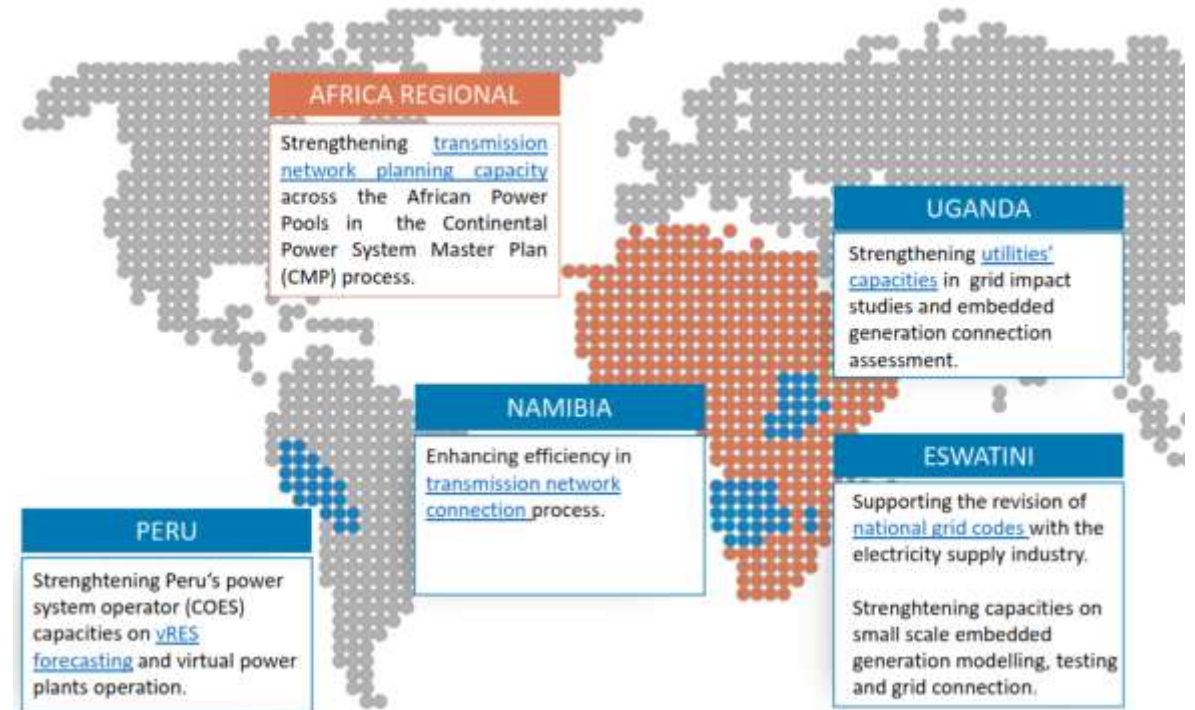 AFRICA REGIONAL
Strengthening transmission
network planning capacity
across the African Power
Pools in the Continental
Power System Master Plan
(CMP) process.
UGANDA
Strengthening utilities'
capacities in grid impact
studies and embedded
generation connection
assessment.
NAMIBIA
Enhancing efficiency in
transmission network
connection process.
ESWATINI
Supporting the revision of
national grid codes with the
electricity supply industry.
Strenghtening capacities on
small scale embedded
generation modelling, testing
and grid connection.
PERU
Strenghtening Peru's power
system operator (COES)
capacities on vRES
forecasting and virtual power
plants operation.